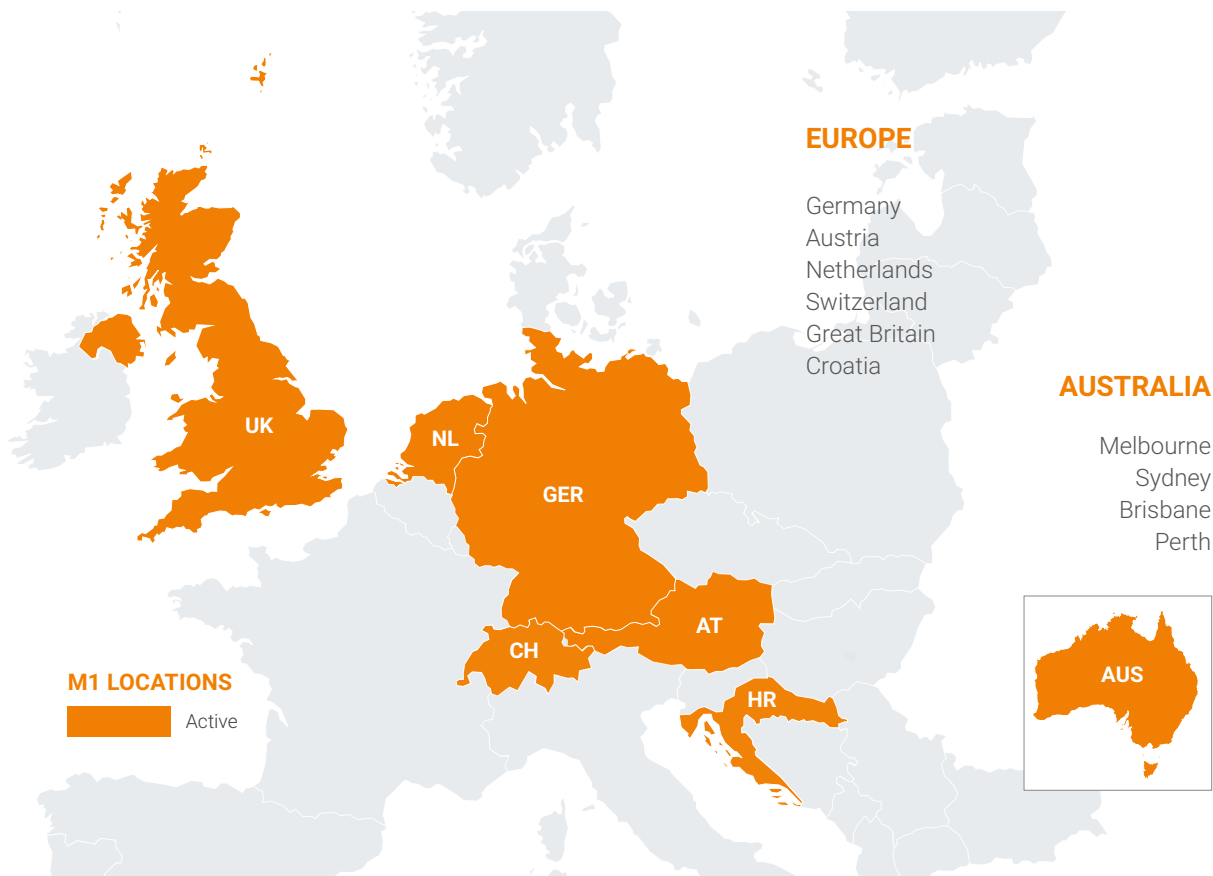 EUROPE
Germany
Austria
Netherlands
Switzerland
Great Britain
Croatia
AUSTRALIA
Melbourne
Sydney
Brisbane
Perth
UK
NL
GER
AT
CH
HR
AUS
M1 LOCATIONS
Active